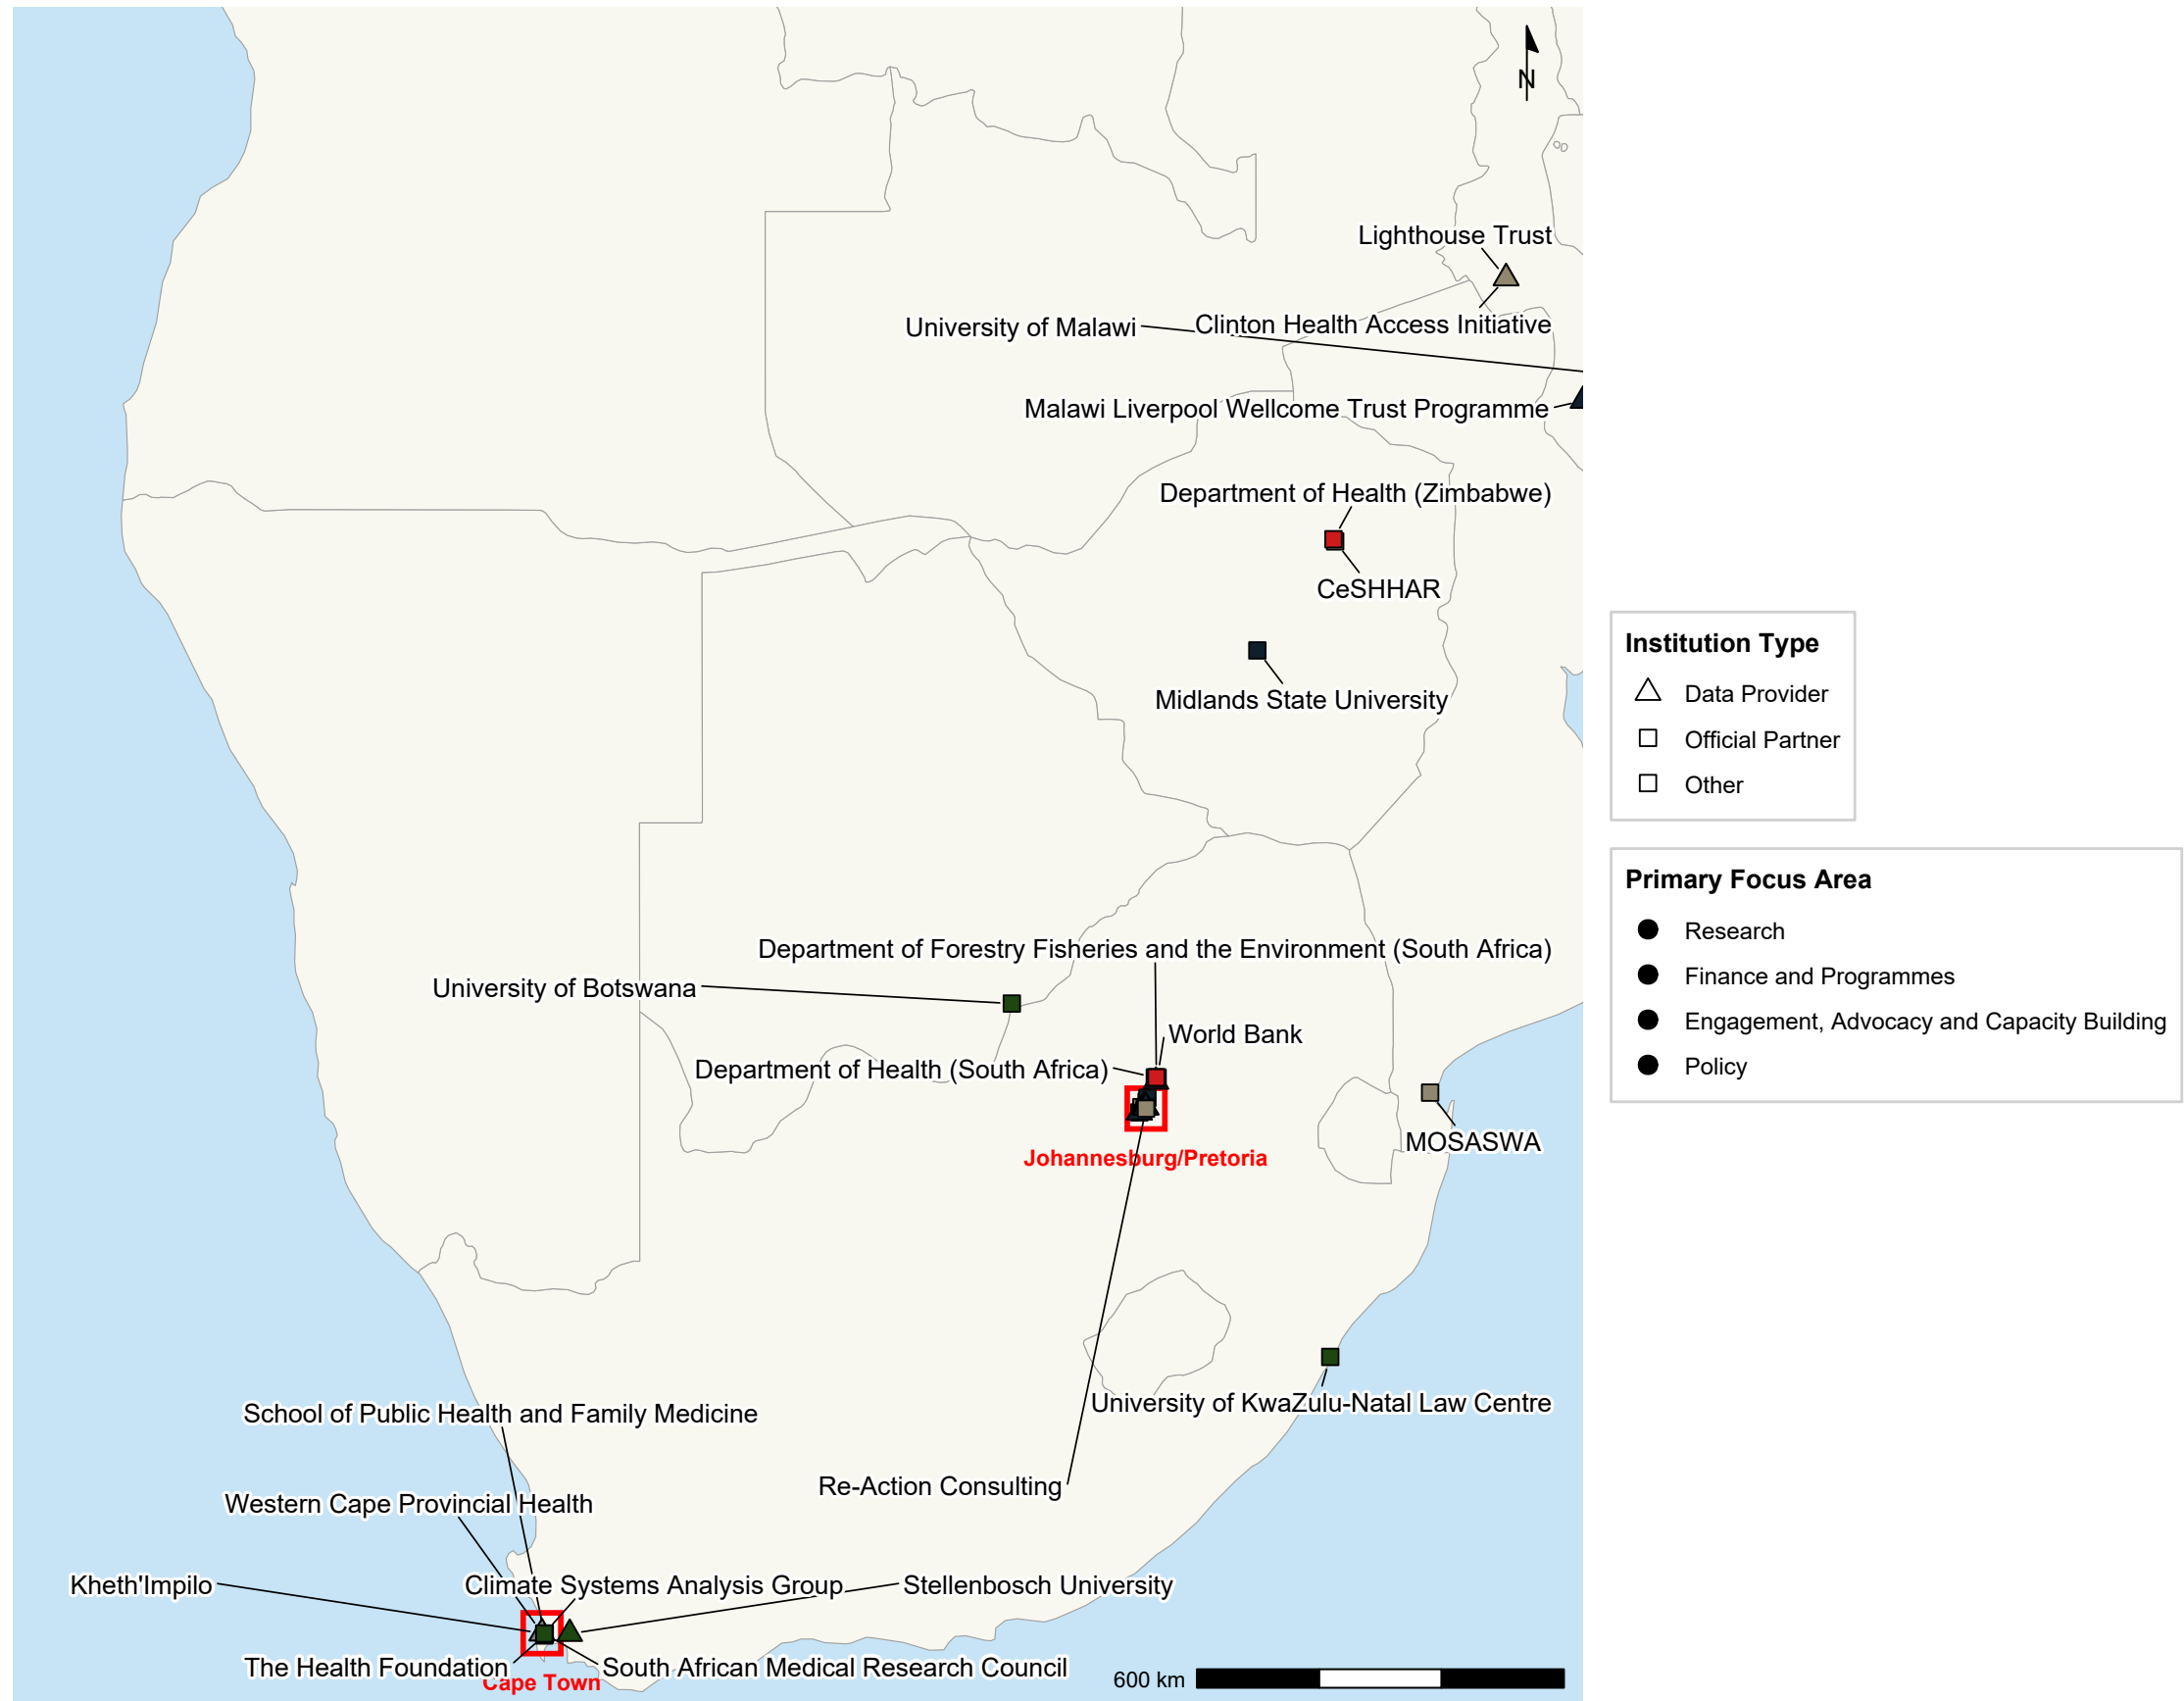 N
Lighthouse Trust
University of Malawi
Clinton Health Access Initiative
Malawi Liverpool Wellcome Trust Programme
Department of Health (Zimbabwe)
CeSHHAR
Midlands State University
Institution Type
Data Provider
Official Partner
Other
Primary Focus Area
Research
Finance and Programmes
Engagement, Advocacy and Capacity Building
Policy
Department of Forestry Fisheries and the Environment (South Africa)
University of Botswana
World Bank
Department of Health (South Africa)
MOSASWA
Johannesburg/Pretoria
University of KwaZulu-Natal Law Centre
School of Public Health and Family Medicine
Re-Action Consulting
Western Cape Provincial Health
Kheth'Impilo
Climate Systems Analysis Group
Stellenbosch University
The Health Foundation
South African Medical Research Council
Cape Town
600 km